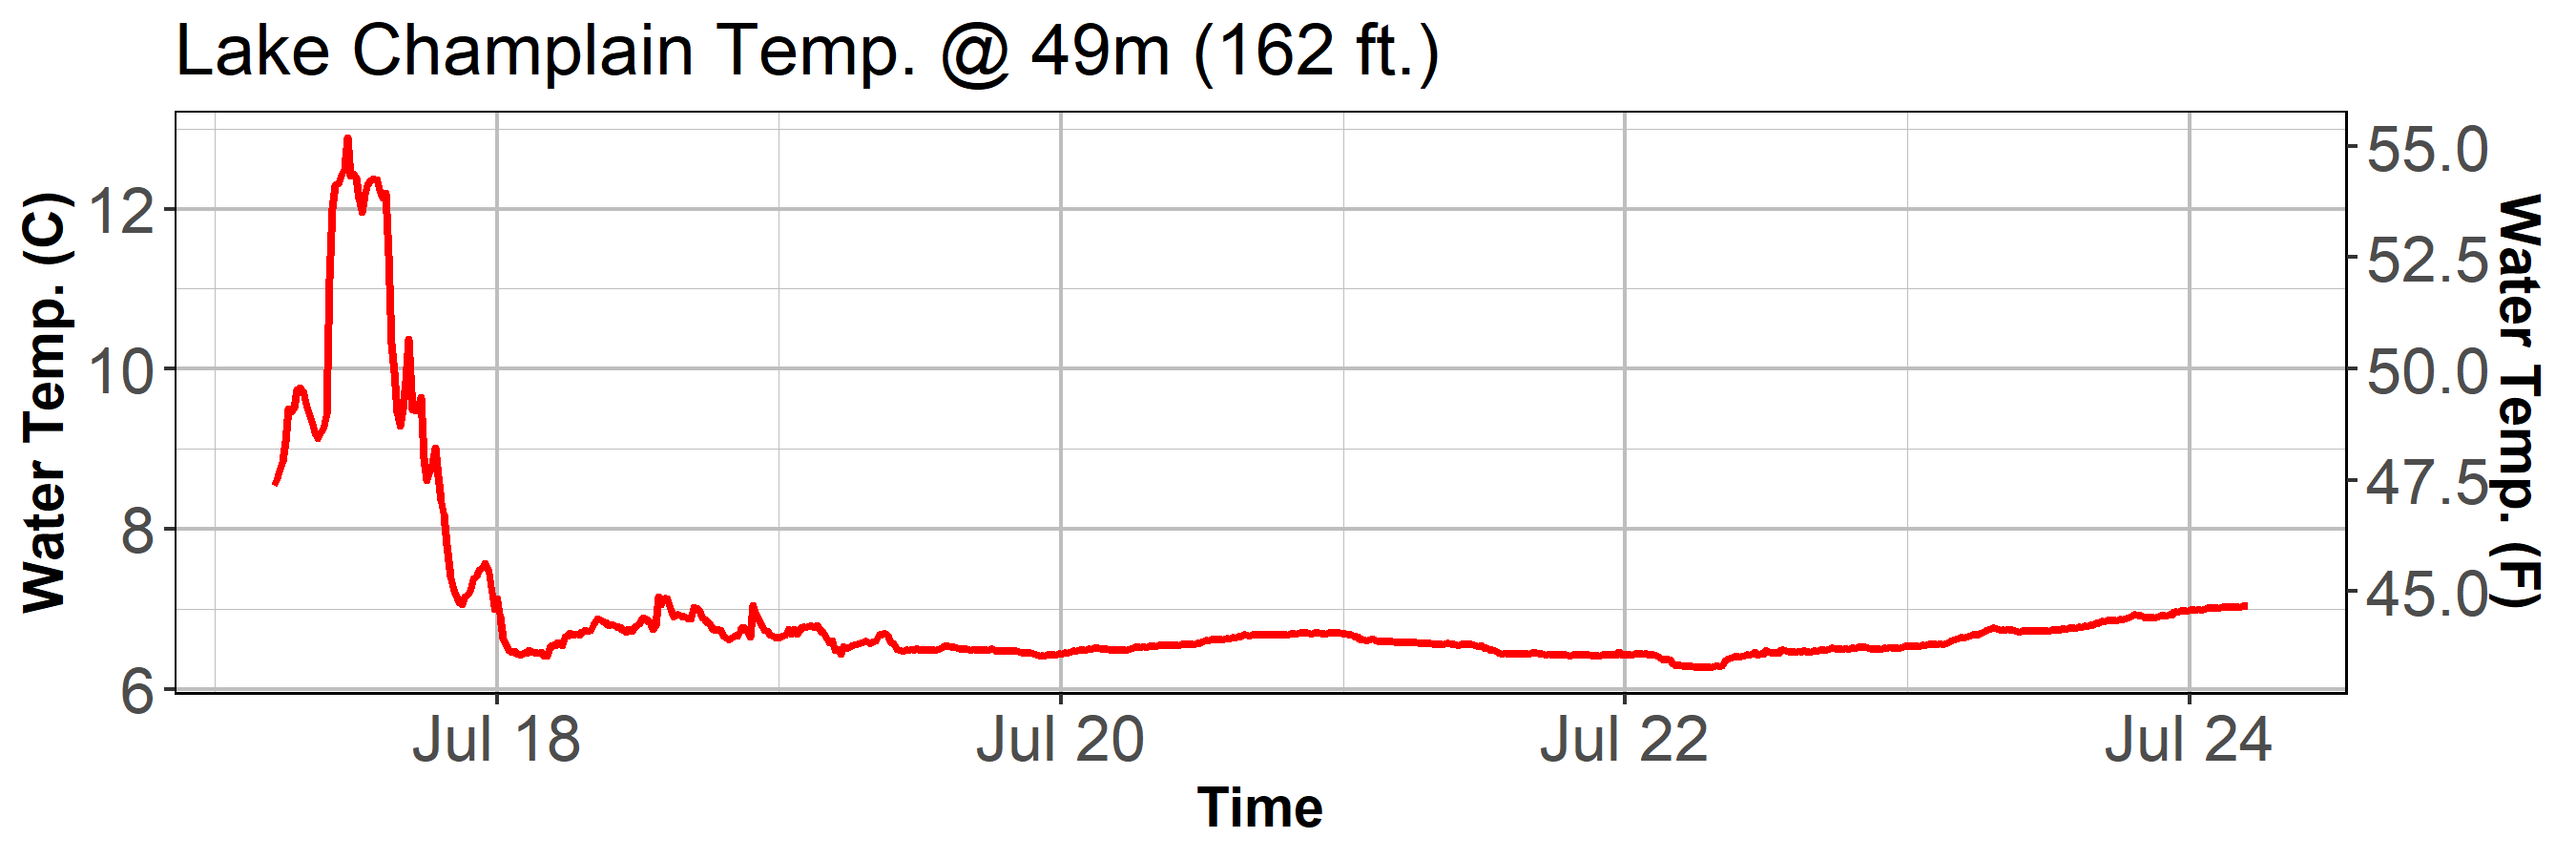 Lake Champlain Temp. @ 49m (162 ft.)
Water Temp. (C)
12
10
8
6
55.0
52.5
50.0
47.5
45.0
Water Temp. (F)
Jul 18
Jul 20
Jul 22
Jul 24
Time